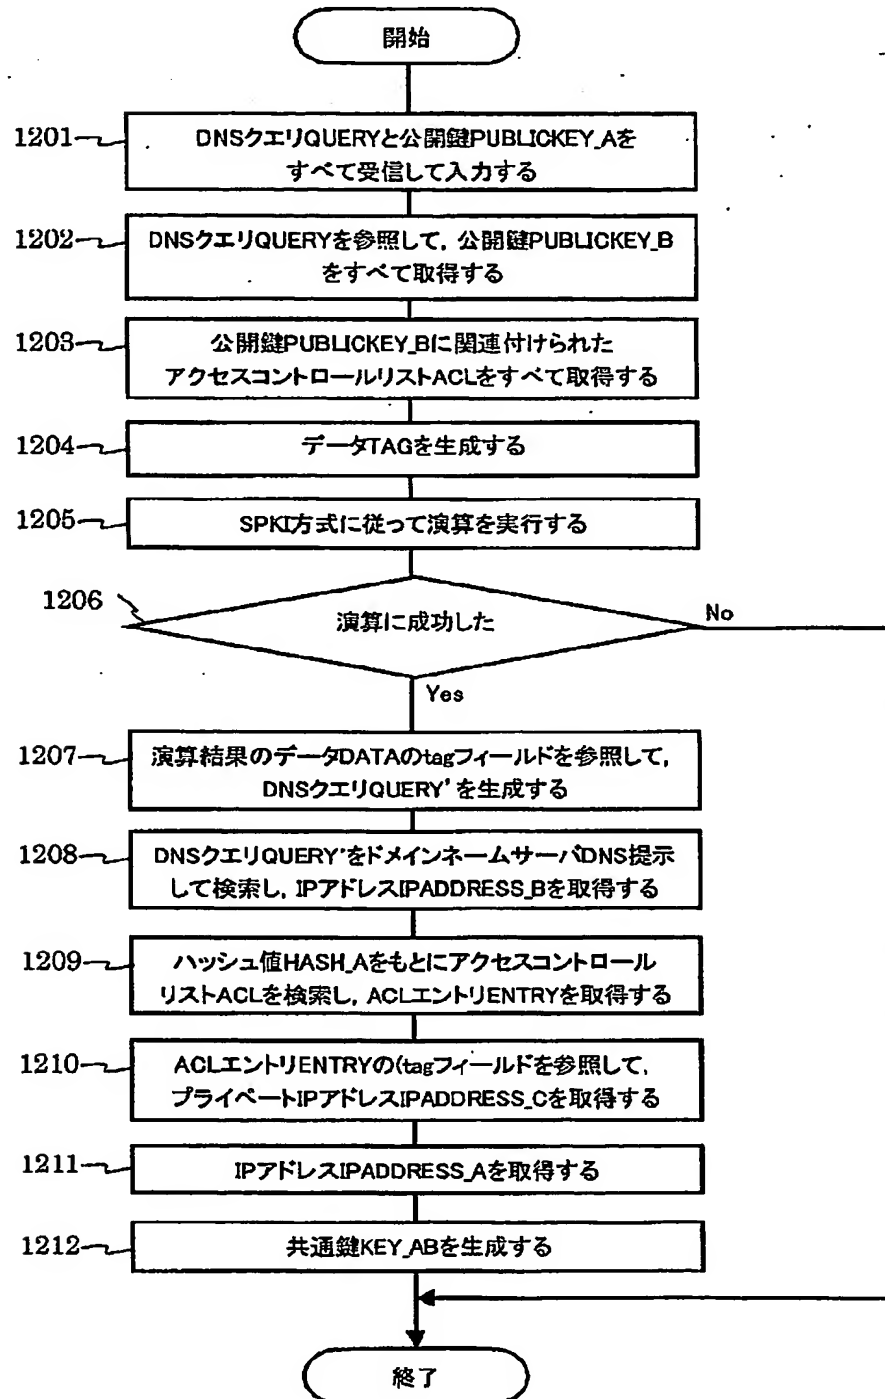 開始
1201
DNSクエリQUERYと公開鍵PUBLICKEY_Aを
すべて受信して入力する
1202
DNSクエリQUERYを参照して，公開鍵PUBLICKEY_B
をすべて取得する
1203
公開鍵PUBLICKEY_Bに関連付けられた
アクセスコントロールリストACLをすべて取得する
1204
データTAGを生成する
1205
SPKI方式に従って演算を実行する
1206
演算に成功した
No
Yes
1207
演算結果のデータDATAのtagフィールドを参照して，
DNSクエリQUERY'を生成する
1208
DNSクエリQUERY'をドメインネームサーバDNS提示
して検索し，IPアドレスIPADDRESS_Bを取得する
1209
ハッシュ値HASH_Aをもとにアクセスコントロール
リストACLを検索し，ACLエントリENTRYを取得する
1210
ACLエントリENTRYの(tagフィールドを参照して，
プライベートIPアドレスIPADDRESS_Cを取得する
1211
IPアドレスIPADDRESS_Aを取得する
1212
共通鍵KEY_ABを生成する
終了